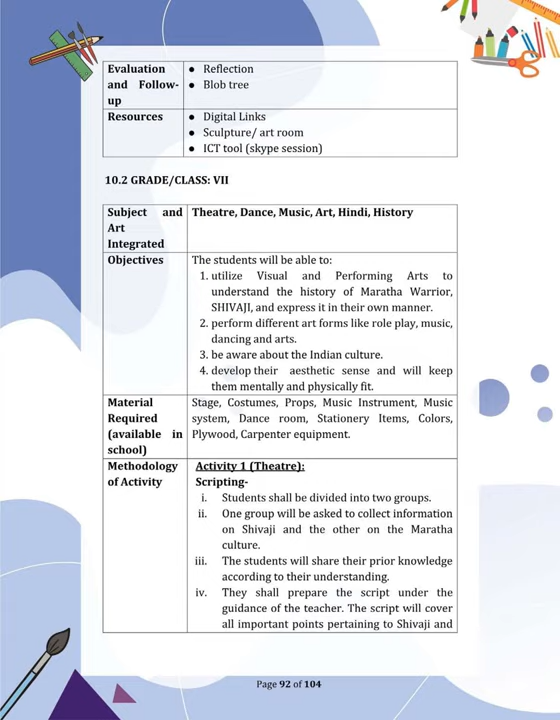 Evaluation ● Reflection
and Follow- ● Blob tree
up
Resources ● Digital Links
● Sculpture/ art room
● ICT tool (skype session)
10.2 GRADE/CLASS: VII
Subject and Theatre, Dance, Music, Art, Hindi, History
Art
Integrated
Objectives The students will be able to:
1. utilize Visual and Performing Arts to
understand the history of Maratha Warrior,
SHIVAJI, and express it in their own manner.
2. perform different art forms like role play, music,
dancing and arts.
3. be aware about the Indian culture.
4. develop their aesthetic sense and will keep
them mentally and physically fit.
Material Stage, Costumes, Props, Music Instrument, Music
Required system, Dance room, Stationery Items, Colors,
(available in Plywood, Carpenter equipment.
school)
Methodology Activity 1 (Theatre):
of Activity Scripting-
i. Students shall be divided into two groups.
ii. One group will be asked to collect information
on Shivaji and the other on the Maratha
culture.
iii. The students will share their prior knowledge
according to their understanding.
iv. They shall prepare the script under the
guidance of the teacher. The script will cover
all important points pertaining to Shivaji and
Page 92 of 104